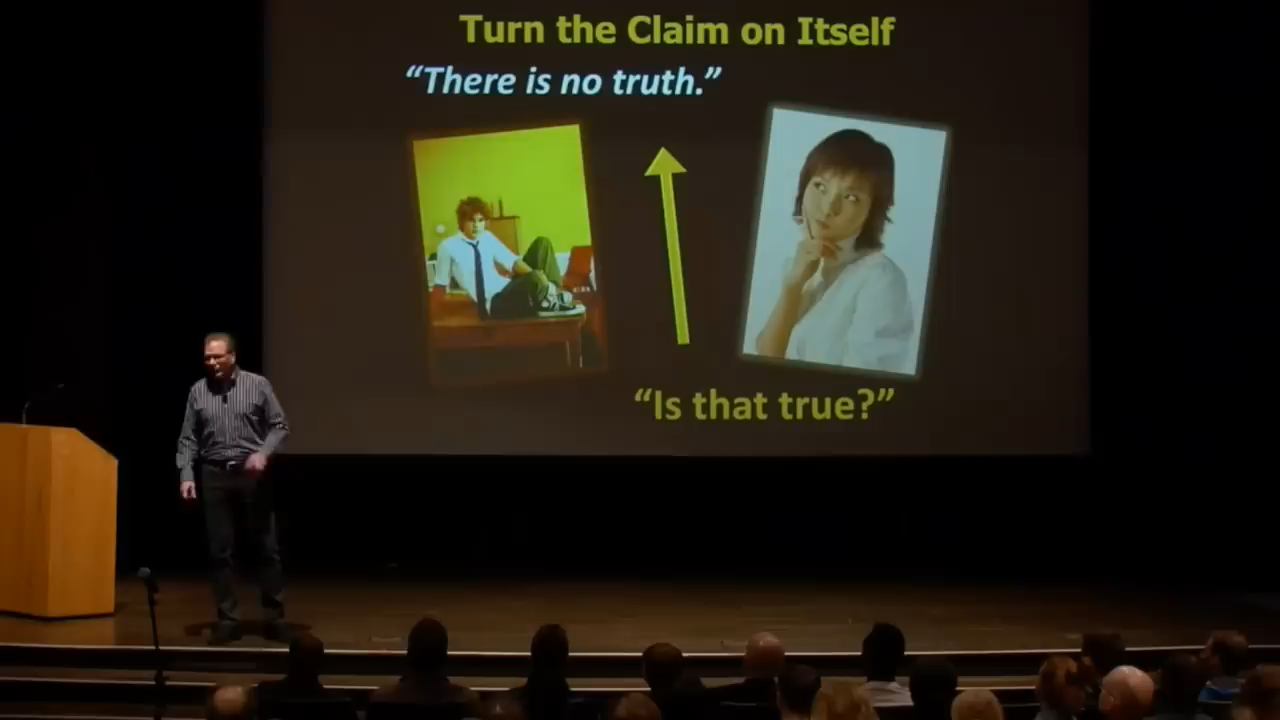 Turn the Claim on Itself
“There is no truth.”
“Is that true?”